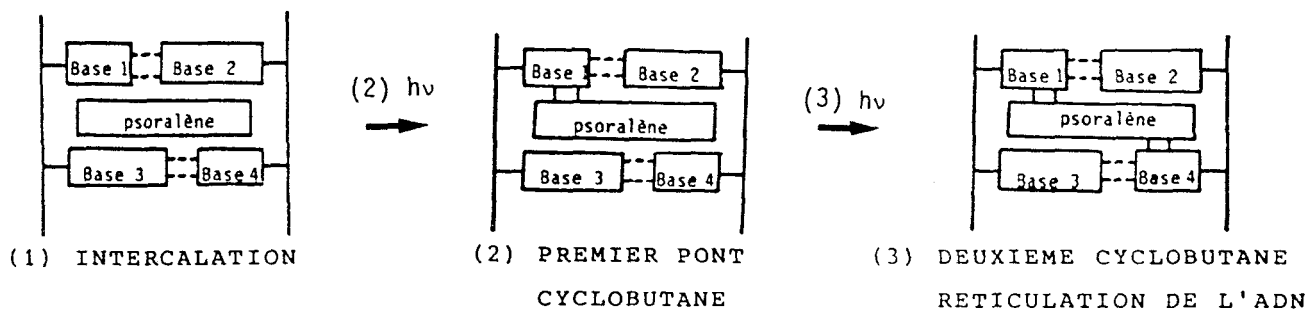 Base 1 Base 2
psoralène
Base 3 Base 4
(1) INTERCALATION
(2) hν
Base 1 Base 2
psoralène
Base 3 Base 4
(2) PREMIER PONT
CYCLOBUTANE
(3) hν
Base 1 Base 2
psoralène
Base 3 Base 4
(3) DEUXIEME CYCLOBUTANE
RETICULATION DE L'ADN